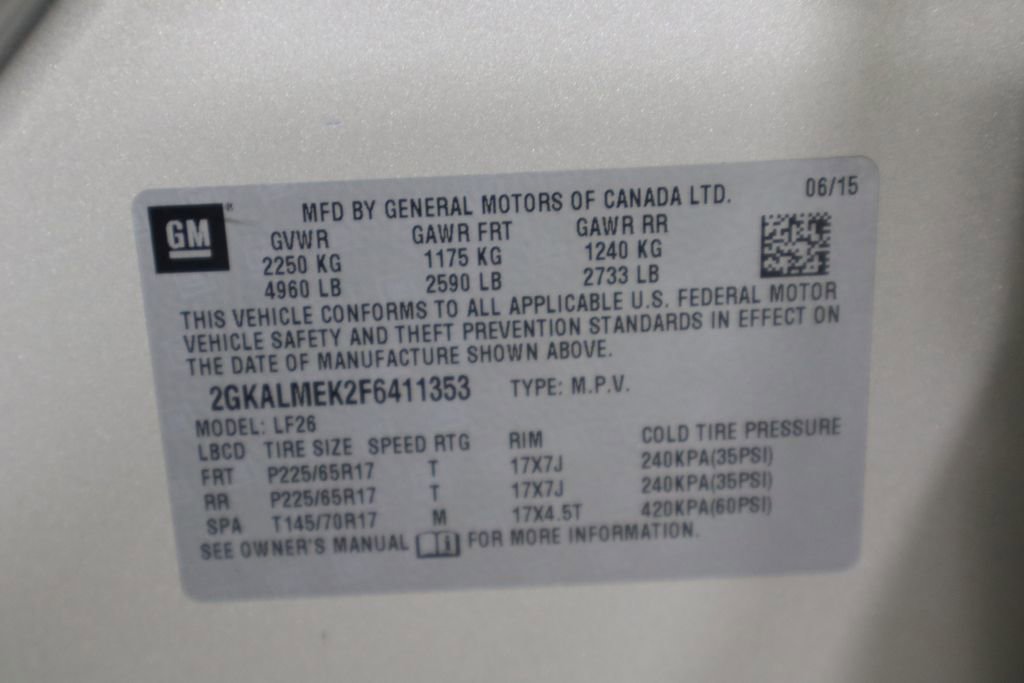 GM ®
MFD BY GENERAL MOTORS OF CANADA LTD.
06/15
GVWR GAWR FRT GAWR RR
2250 KG 1175 KG 1240 KG
4960 LB 2590 LB 2733 LB
THIS VEHICLE CONFORMS TO ALL APPLICABLE U.S. FEDERAL MOTOR
VEHICLE SAFETY AND THEFT PREVENTION STANDARDS IN EFFECT ON
THE DATE OF MANUFACTURE SHOWN ABOVE.
2GKALMEK2F6411353 TYPE: M.P.V.
MODEL: LF26
LBCD TIRE SIZE SPEED RTG RIM COLD TIRE PRESSURE
FRT P225/65R17 T 17X7J 240KPA(35PSI)
RR P225/65R17 T 17X7J 240KPA(35PSI)
SPA T145/70R17 M 17X4.5T 420KPA(60PSI)
SEE OWNER'S MANUAL i FOR MORE INFORMATION.